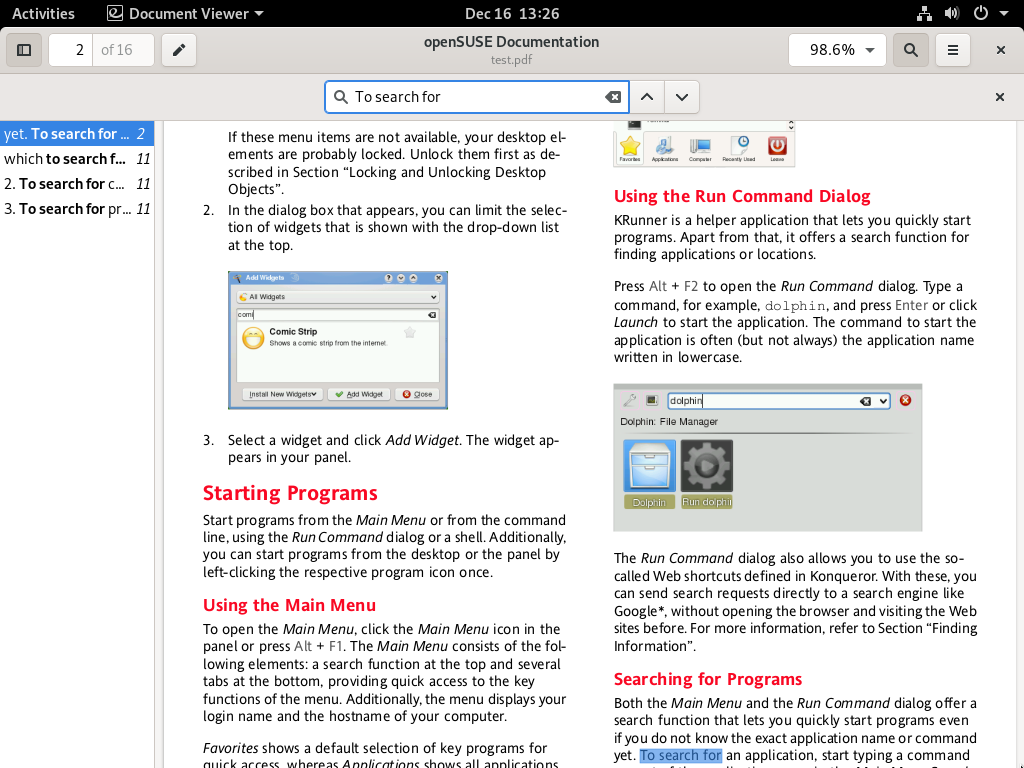 Activities
Document Viewer
Dec 16 13:26
2
of 16
openSUSE Documentation
test.pdf
98.6%
To search for
yet. To search for ... 2
which to search f... 11
2. To search for c... 11
3. To search for pr... 11
If these menu items are not available, your desktop el-
ements are probably locked. Unlock them first as de-
scribed in Section “Locking and Unlocking Desktop
Objects”.
2. In the dialog box that appears, you can limit the selec-
tion of widgets that is shown with the drop-down list
at the top.
Add Widgets
All Widgets
comi
Comic Strip
Shows a comic strip from the internet.
Install New Widgets
Add Widget
Close
3. Select a widget and click Add Widget. The widget ap-
pears in your panel.
Starting Programs
Start programs from the Main Menu or from the command
line, using the Run Command dialog or a shell. Additionally,
you can start programs from the desktop or the panel by
left-clicking the respective program icon once.
Using the Main Menu
To open the Main Menu, click the Main Menu icon in the
panel or press Alt + F1. The Main Menu consists of the fol-
lowing elements: a search function at the top and several
tabs at the bottom, providing quick access to the key
functions of the menu. Additionally, the menu displays your
login name and the hostname of your computer.
Favorites shows a default selection of key programs for
quick access, whereas Applications shows all applications
Favorites
Applications
Computer
Recently Used
Leave
Using the Run Command Dialog
KRunner is a helper application that lets you quickly start
programs. Apart from that, it offers a search function for
finding applications or locations.
Press Alt + F2 to open the Run Command dialog. Type a
command, for example, dolphin, and press Enter or click
Launch to start the application. The command to start the
application is often (but not always) the application name
written in lowercase.
dolphin
Dolphin: File Manager
Dolphin
Run dolphi
The Run Command dialog also allows you to use the so-
called Web shortcuts defined in Konqueror. With these, you
can send search requests directly to a search engine like
Google*, without opening the browser and visiting the Web
sites before. For more information, refer to Section “Finding
Information”.
Searching for Programs
Both the Main Menu and the Run Command dialog offer a
search function that lets you quickly start programs even
if you do not know the exact application name or command
yet. To search for an application, start typing a command